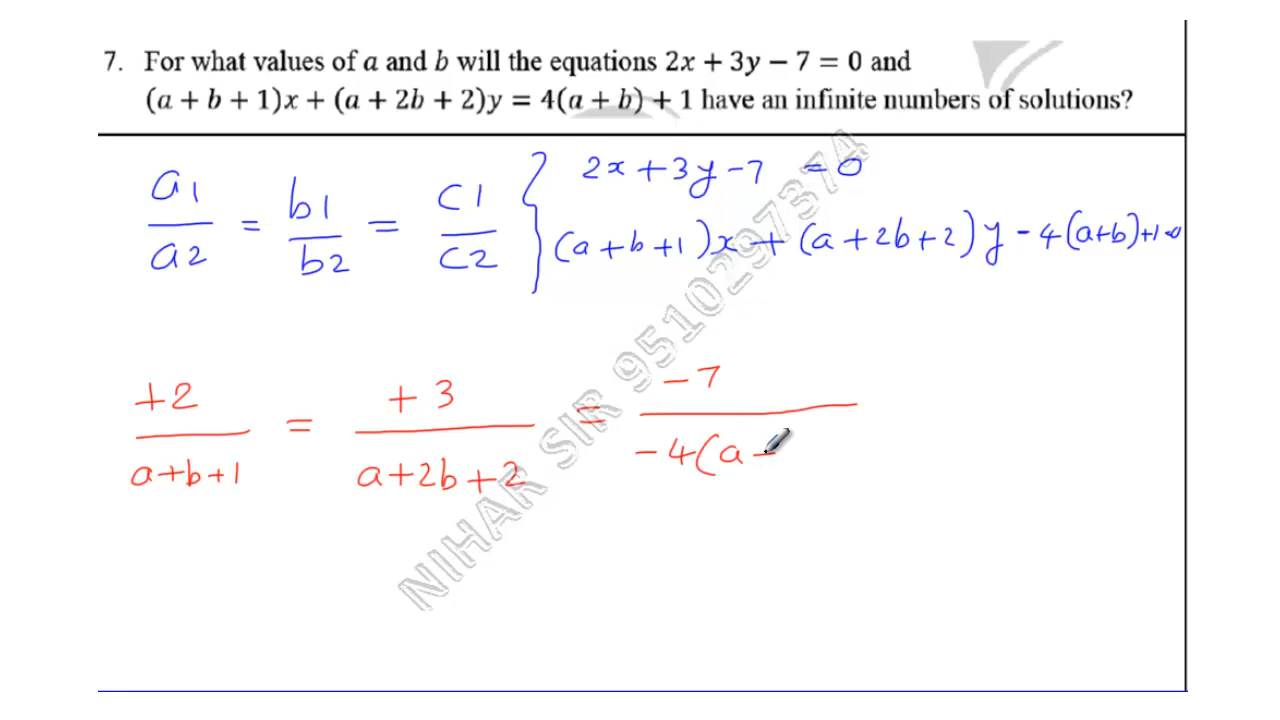 7. For what values of a and b will the equations 2x + 3y − 7 = 0 and
(a + b + 1)x + (a + 2b + 2)y = 4(a + b) + 1 have an infinite numbers of solutions?
a1/a2 = b1/b2 = c1/c2 { 2x + 3y - 7 = 0
(a + b + 1)x + (a + 2b + 2)y - 4(a+b) + 1 = 0
+2/(a+b+1) = +3/(a+2b+2) = -7/-4(a -
NIHAR SIR 9510297374